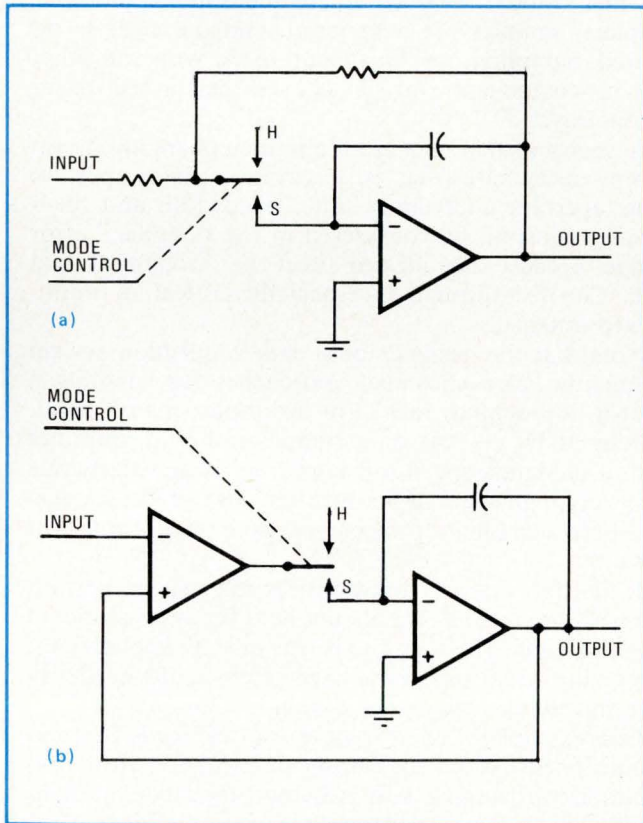 H
INPUT
S
−
+
MODE
CONTROL
OUTPUT
(a)
MODE
CONTROL
H
INPUT
−
+
S
−
+
OUTPUT
(b)